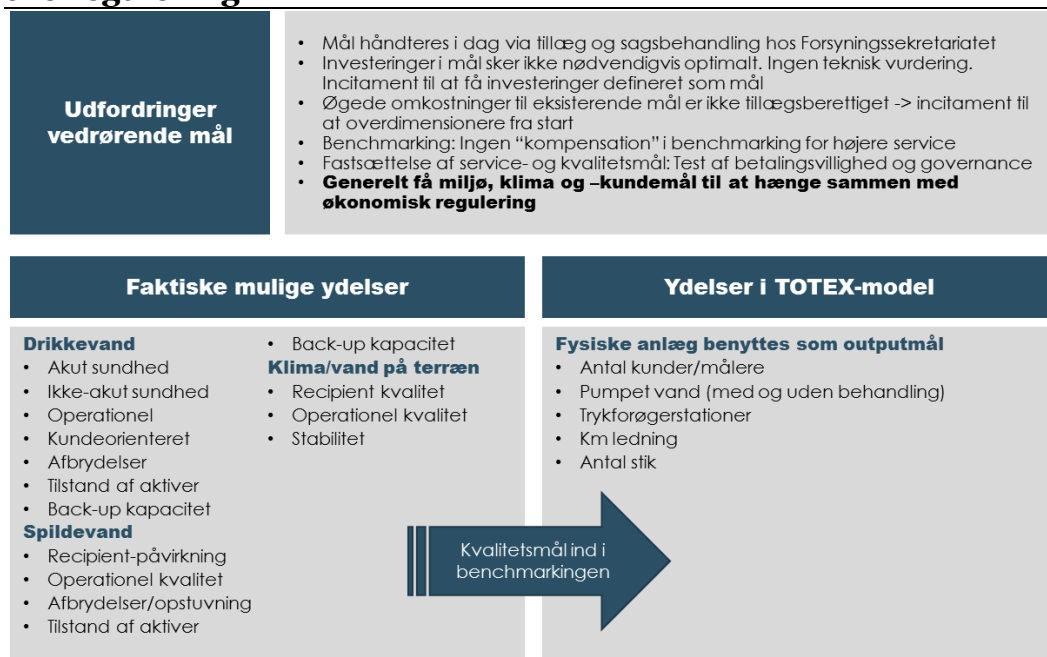 Udfordringer
vedrørende mål
• Mål håndteres i dag via tillæg og sagsbehandling hos Forsyningssekretariatet
• Investeringer i mål sker ikke nødvendigvis optimalt. Ingen teknisk vurdering.
Incitament til at få investeringer defineret som mål
• Øgede omkostninger til eksisterende mål er ikke tillægsberettiget -> incitament til
at overdimensionere fra start
• Benchmarking: Ingen “kompensation” i benchmarking for højere service
• Fastsættelse af service- og kvalitetsmål: Test af betalingsvillighed og governance
• Generelt få miljø, klima og –kundemål til at hænge sammen med
økonomisk regulering
Faktiske mulige ydelser
Drikkevand
• Akut sundhed
• Ikke-akut sundhed
• Operationel
• Kundeorienteret
• Afbrydelser
• Tilstand af aktiver
• Back-up kapacitet
Spildevand
• Recipient-påvirkning
• Operationel kvalitet
• Afbrydelser/opstuvning
• Tilstand af aktiver
• Back-up kapacitet
Klima/vand på terræn
• Recipient kvalitet
• Operationel kvalitet
• Stabilitet
Kvalitetsmål ind i
benchmarkingen
Ydelser i TOTEX-model
Fysiske anlæg benyttes som outputmål
• Antal kunder/målere
• Pumpet vand (med og uden behandling)
• Trykforøgerstationer
• Km ledning
• Antal stik